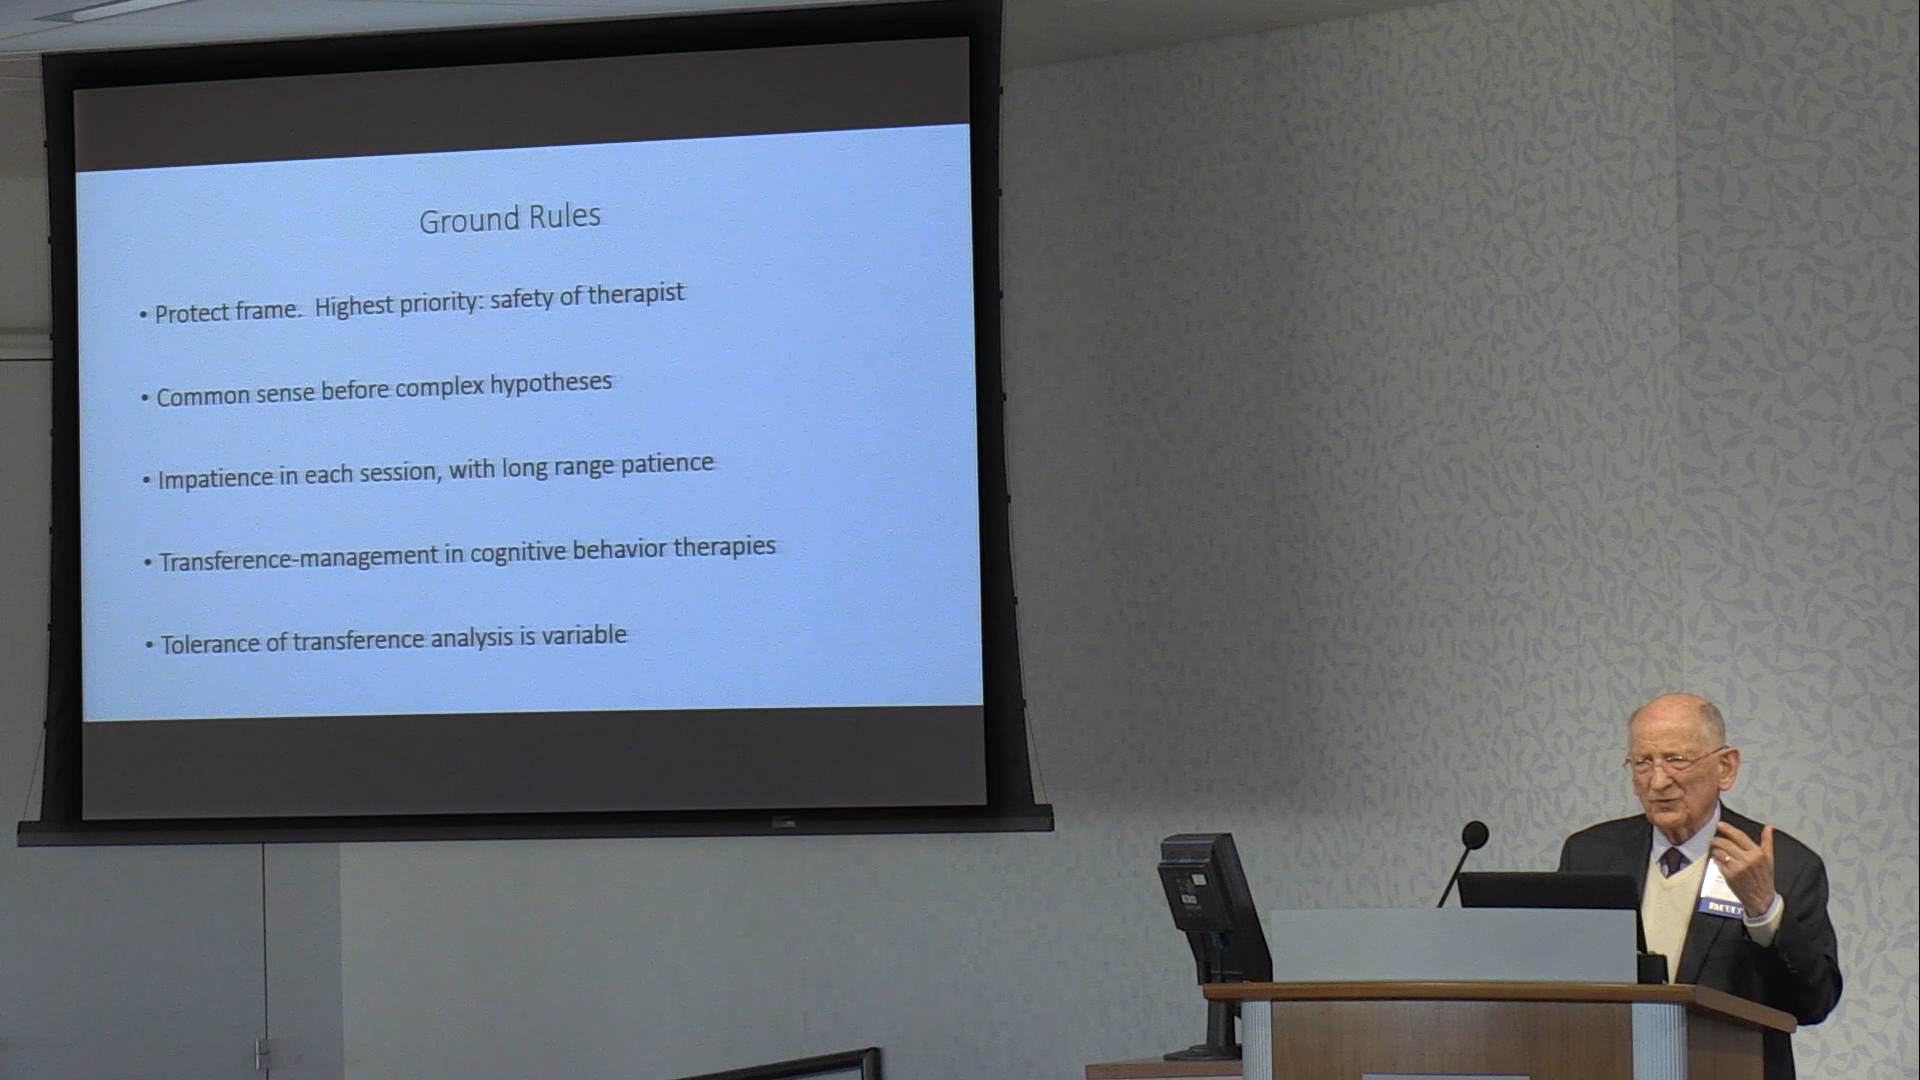 Ground Rules
• Protect frame.  Highest priority: safety of therapist
• Common sense before complex hypotheses
• Impatience in each session, with long range patience
• Transference-management in cognitive behavior therapies
• Tolerance of transference analysis is variable